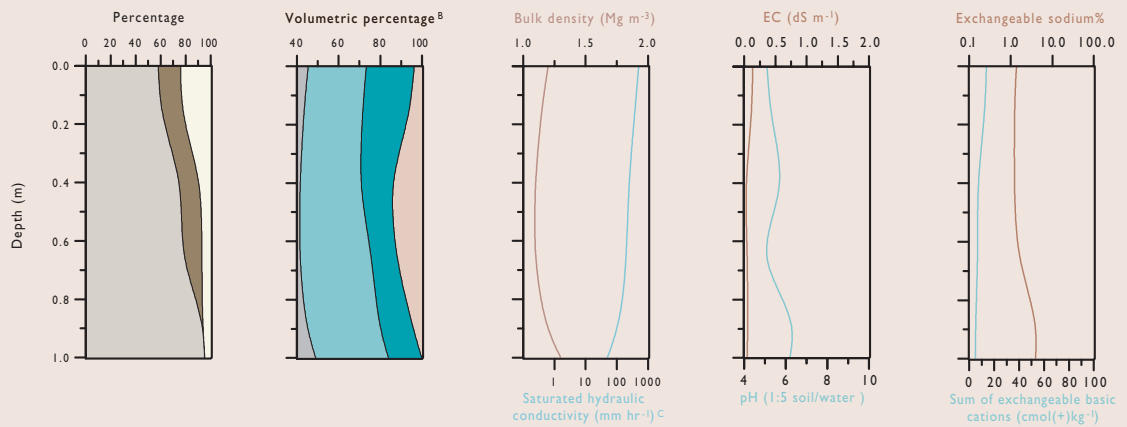 Percentage
Volumetric percentage B
Bulk density (Mg m-3)
EC (dS m-1)
Exchangeable sodium%
0 20 40 60 80 100
40 60 80 100
1.0 1.5 2.0
0.0 0.5 1.0 1.5 2.0
0.1 1.0 10.0 100.0
Depth (m)
0.0
0.2
0.4
0.6
0.8
1.0
1 10 100 1000
4 6 8 10
0 20 40 60 80 100
Saturated hydraulic
conductivity (mm hr-1) C
pH (1:5 soil/water )
Sum of exchangeable basic
cations (cmol(+)kg-1)